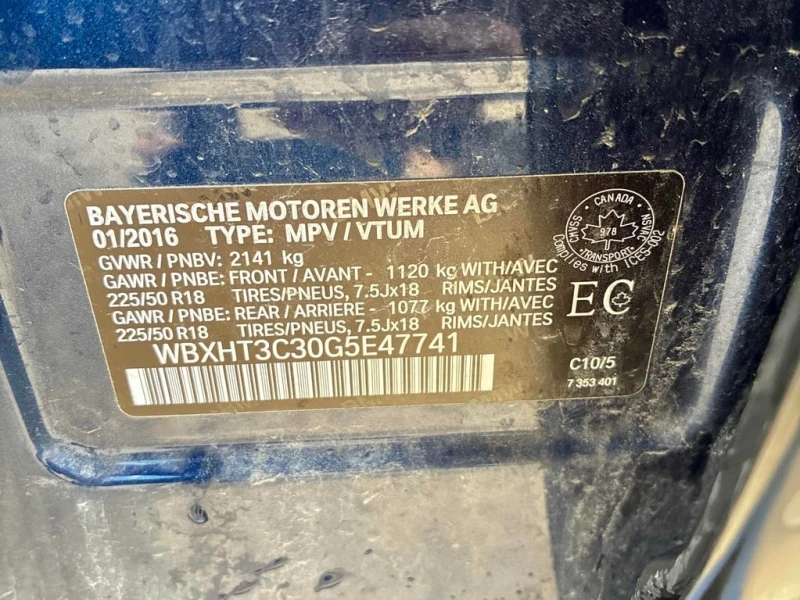 BAYERISCHE MOTOREN WERKE AG
01/2016 TYPE: MPV / VTUM
GVWR / PNBV: 2141 kg
GAWR / PNBE: FRONT / AVANT - 1120 kg WITH/AVEC
225/50 R18 TIRES/PNEUS, 7.5Jx18 RIMS/JANTES
GAWR / PNBE: REAR / ARRIERE - 1077 kg WITH/AVEC
225/50 R18 TIRES/PNEUS, 7.5Jx18 RIMS/JANTES
WBXHT3C30G5E47741
CANADA
CMVSS
NSVAC
978
TRANSPORT
Complies with ICES-002
EC
C10/5
7 353 401